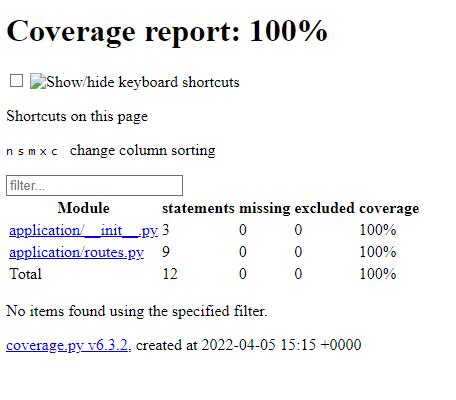 Coverage report: 100%
Show/hide keyboard shortcuts
Shortcuts on this page
n s m x c change column sorting
filter...
Module statements missing excluded coverage
application/__init__.py 3 0 0 100%
application/routes.py 9 0 0 100%
Total 12 0 0 100%
No items found using the specified filter.
coverage.py v6.3.2, created at 2022-04-05 15:15 +0000